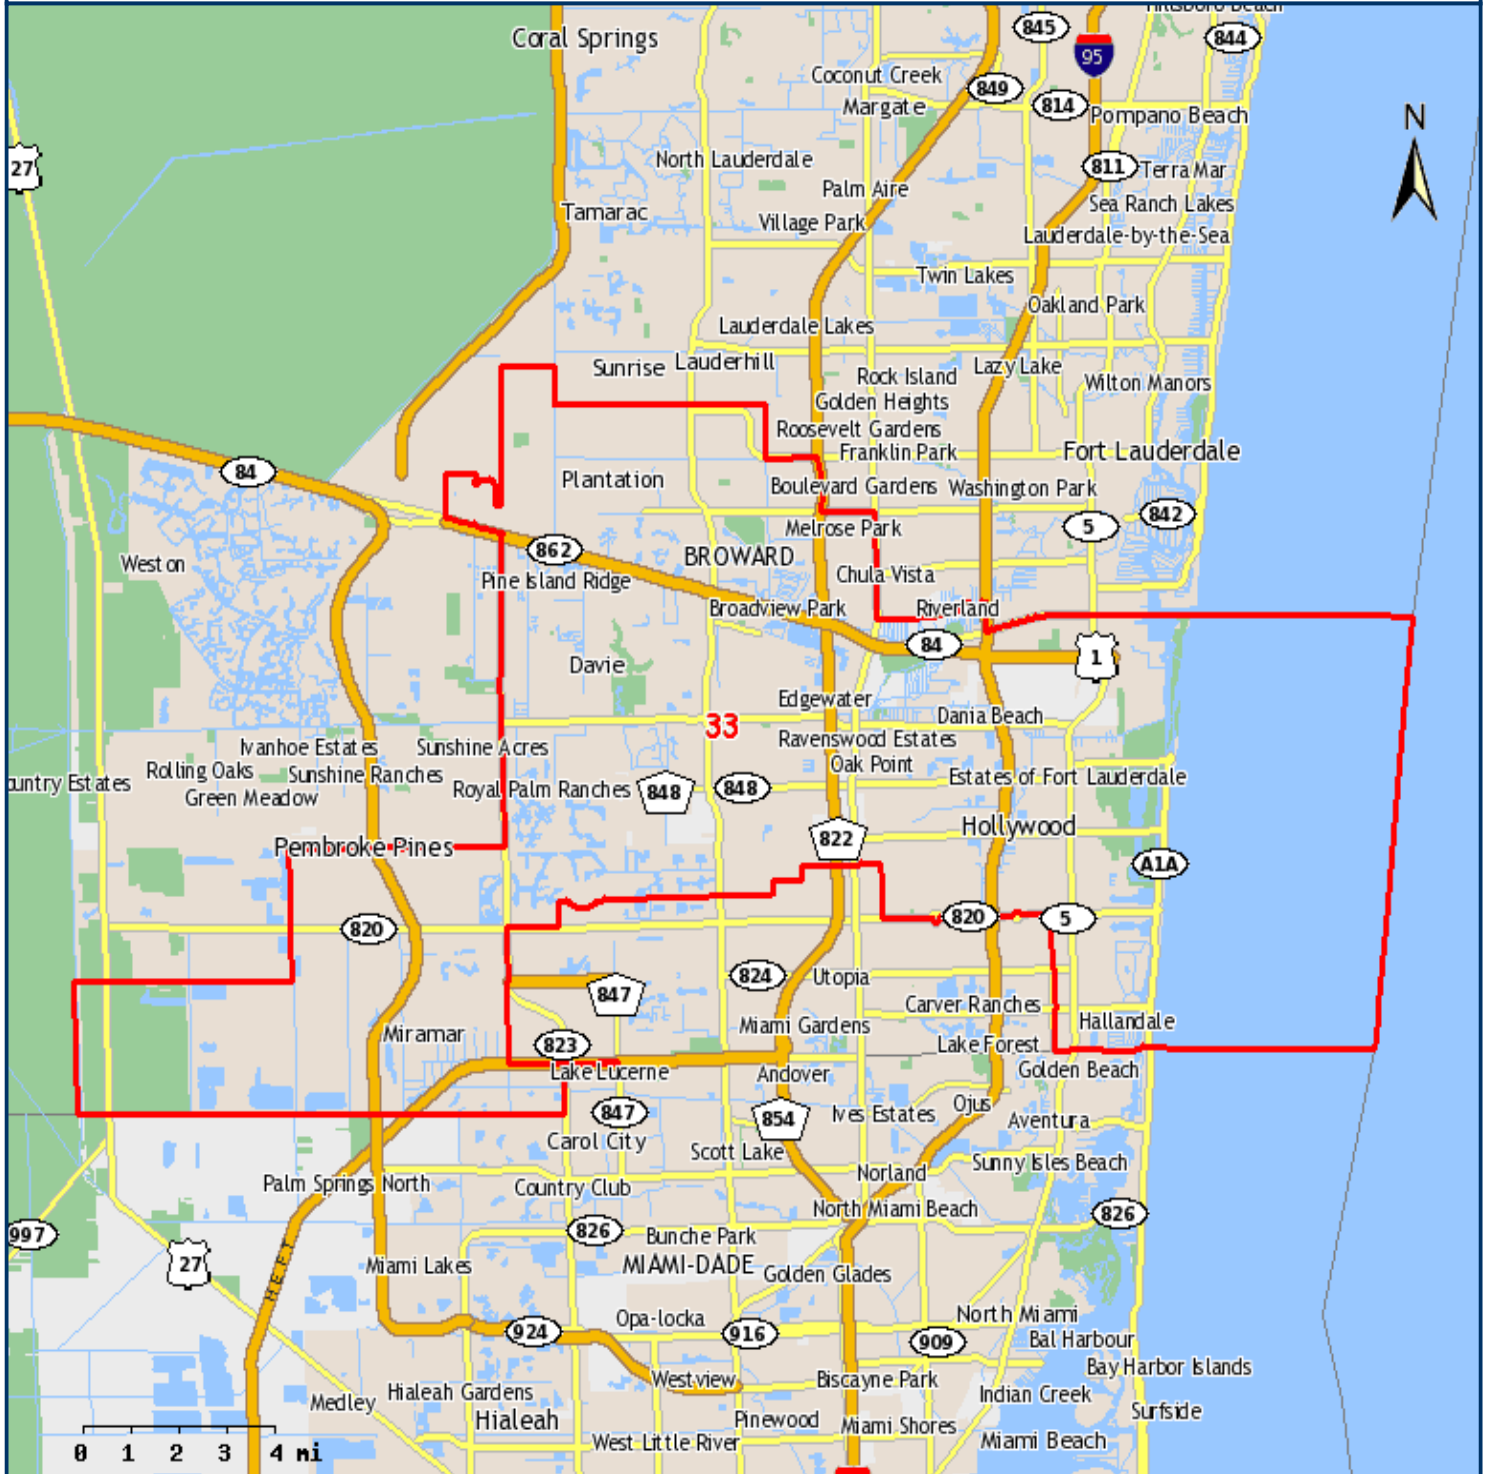 Hillsboro Beach
Coral Springs
845
844
95
Coconut Creek
849
Margate
814
Pompano Beach
N
27
North Lauderdale
811
Terra Mar
Palm Aire
Sea Ranch Lakes
Tamarac
Village Park
Lauderdale-by-the-Sea
Twin Lakes
Oakland Park
Lauderdale Lakes
Sunrise
Lauderhill
Lazy Lake
Rock Island
Wilton Manors
Golden Heights
Roosevelt Gardens
Franklin Park
Fort Lauderdale
84
Plantation
Boulevard Gardens
Washington Park
842
5
Melrose Park
862
BROWARD
Weston
Pine Island Ridge
Chula Vista
Broadview Park
Riverland
84
1
Davie
Edgewater
Dania Beach
33
Ravenswood Estates
Ivanhoe Estates
Sunshine Acres
Oak Point
Rolling Oaks
Sunshine Ranches
Estates of Fort Lauderdale
ountry Estates
Royal Palm Ranches
848
848
Green Meadow
822
Hollywood
Pembroke Pines
A1A
820
820
5
824
Utopia
847
Carver Ranches
Miami Gardens
Hallandale
Miramar
823
Lake Forest
Lake Lucerne
Andover
Golden Beach
847
854
Ives Estates
Ojus
Aventura
Carol City
Scott Lake
Sunny Isles Beach
Norland
Palm Springs North
Country Club
North Miami Beach
826
997
826
Bunche Park
27
Miami Lakes
MIAMI-DADE
Golden Glades
HEFT
Opa-locka
North Miami
924
916
909
Bal Harbour
Bay Harbor Islands
Westview
Biscayne Park
Hialeah Gardens
Indian Creek
Medley
Surfside
Hialeah
Pinewood
Miami Shores
West Little River
Miami Beach
0 1 2 3 4 mi